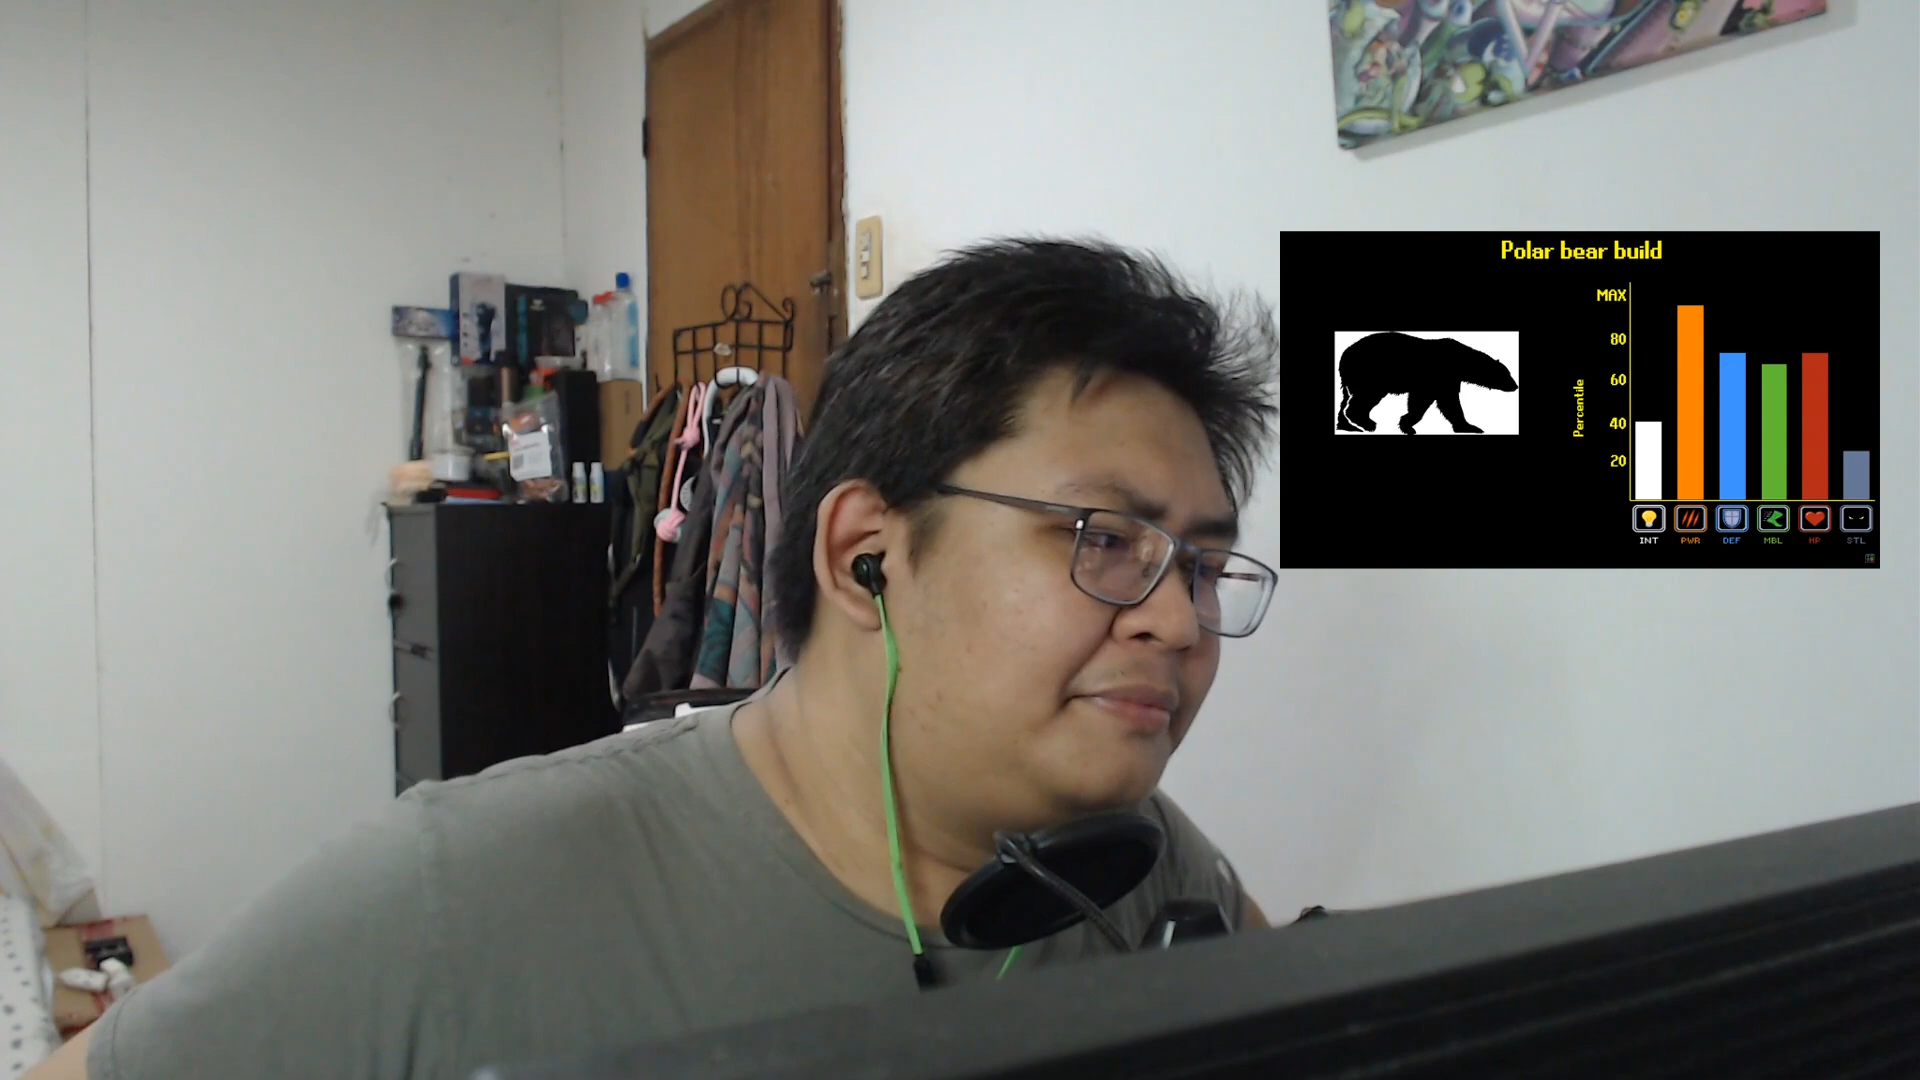 Polar bear build
MAX
80
60
40
20
Percentile
INT PWR DEF MBL HP STL